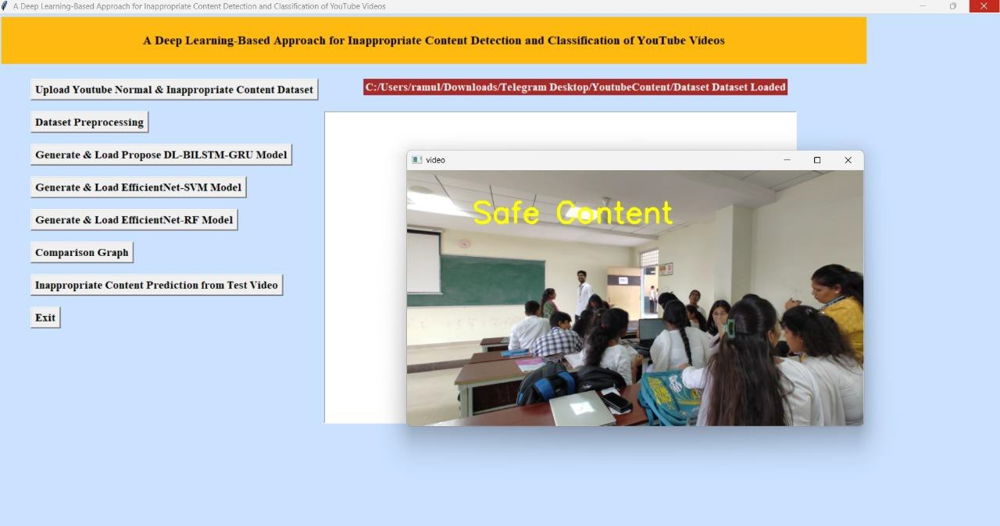 A Deep Learning-Based Approach for Inappropriate Content Detection and Classification of YouTube Videos
A Deep Learning-Based Approach for Inappropriate Content Detection and Classification of YouTube Videos
Upload Youtube Normal & Inappropriate Content Dataset
C:/Users/ramul/Downloads/Telegram Desktop/YoutubeContent/Dataset Dataset Loaded
Dataset Preprocessing
Generate & Load Propose DL-BILSTM-GRU Model
Generate & Load EfficientNet-SVM Model
Generate & Load EfficientNet-RF Model
Comparison Graph
Inappropriate Content Prediction from Test Video
Exit
video
Safe Content